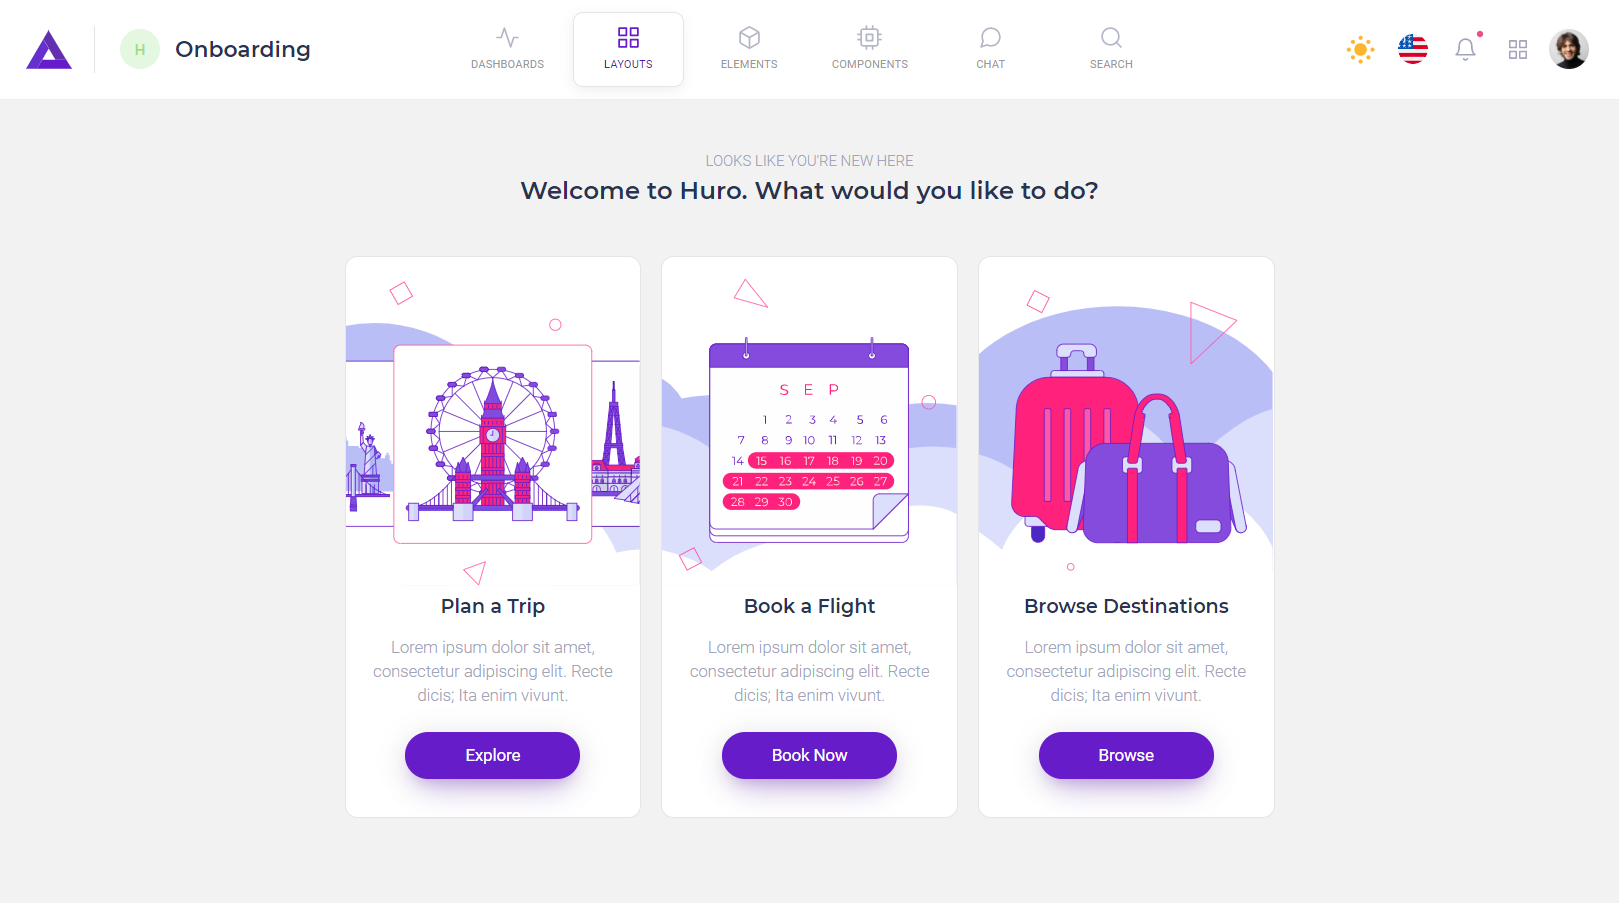 H
Onboarding
DASHBOARDS
LAYOUTS
ELEMENTS
COMPONENTS
CHAT
SEARCH
LOOKS LIKE YOU'RE NEW HERE
Welcome to Huro. What would you like to do?
SEP
1 2 3 4 5 6
7 8 9 10 11 12 13
14 15 16 17 18 19 20
21 22 23 24 25 26 27
28 29 30
Plan a Trip
Lorem ipsum dolor sit amet,
consectetur adipiscing elit. Recte
dicis; Ita enim vivunt.
Explore
Book a Flight
Lorem ipsum dolor sit amet,
consectetur adipiscing elit. Recte
dicis; Ita enim vivunt.
Book Now
Browse Destinations
Lorem ipsum dolor sit amet,
consectetur adipiscing elit. Recte
dicis; Ita enim vivunt.
Browse